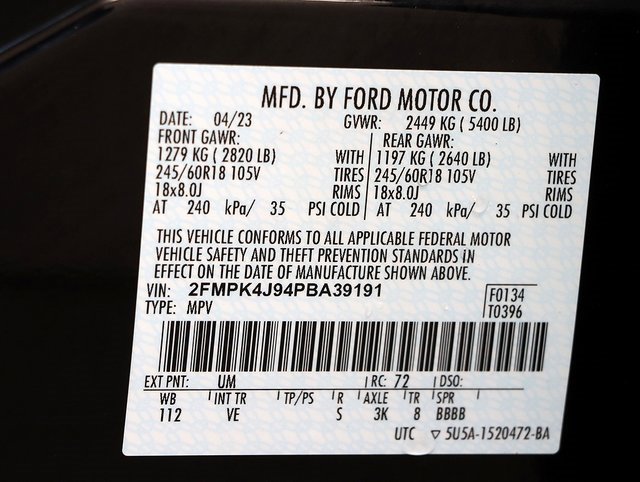 MFD. BY FORD MOTOR CO.
DATE: 04/23 GVWR: 2449 KG ( 5400 LB)
FRONT GAWR: REAR GAWR:
1279 KG ( 2820 LB) WITH 1197 KG ( 2640 LB) WITH
245/60R18 105V TIRES 245/60R18 105V TIRES
18x8.0J RIMS 18x8.0J RIMS
AT 240 kPa/ 35 PSI COLD AT 240 kPa/ 35 PSI COLD
THIS VEHICLE CONFORMS TO ALL APPLICABLE FEDERAL MOTOR
VEHICLE SAFETY AND THEFT PREVENTION STANDARDS IN
EFFECT ON THE DATE OF MANUFACTURE SHOWN ABOVE.
VIN: 2FMPK4J94PBA39191 F0134
TYPE: MPV T0396
EXT PNT: UM RC: 72 DSO:
WB INT TR TP/PS R AXLE TR SPR
112 VE S 3K 8 BBBB
UTC ▽ 5U5A-1520472-BA